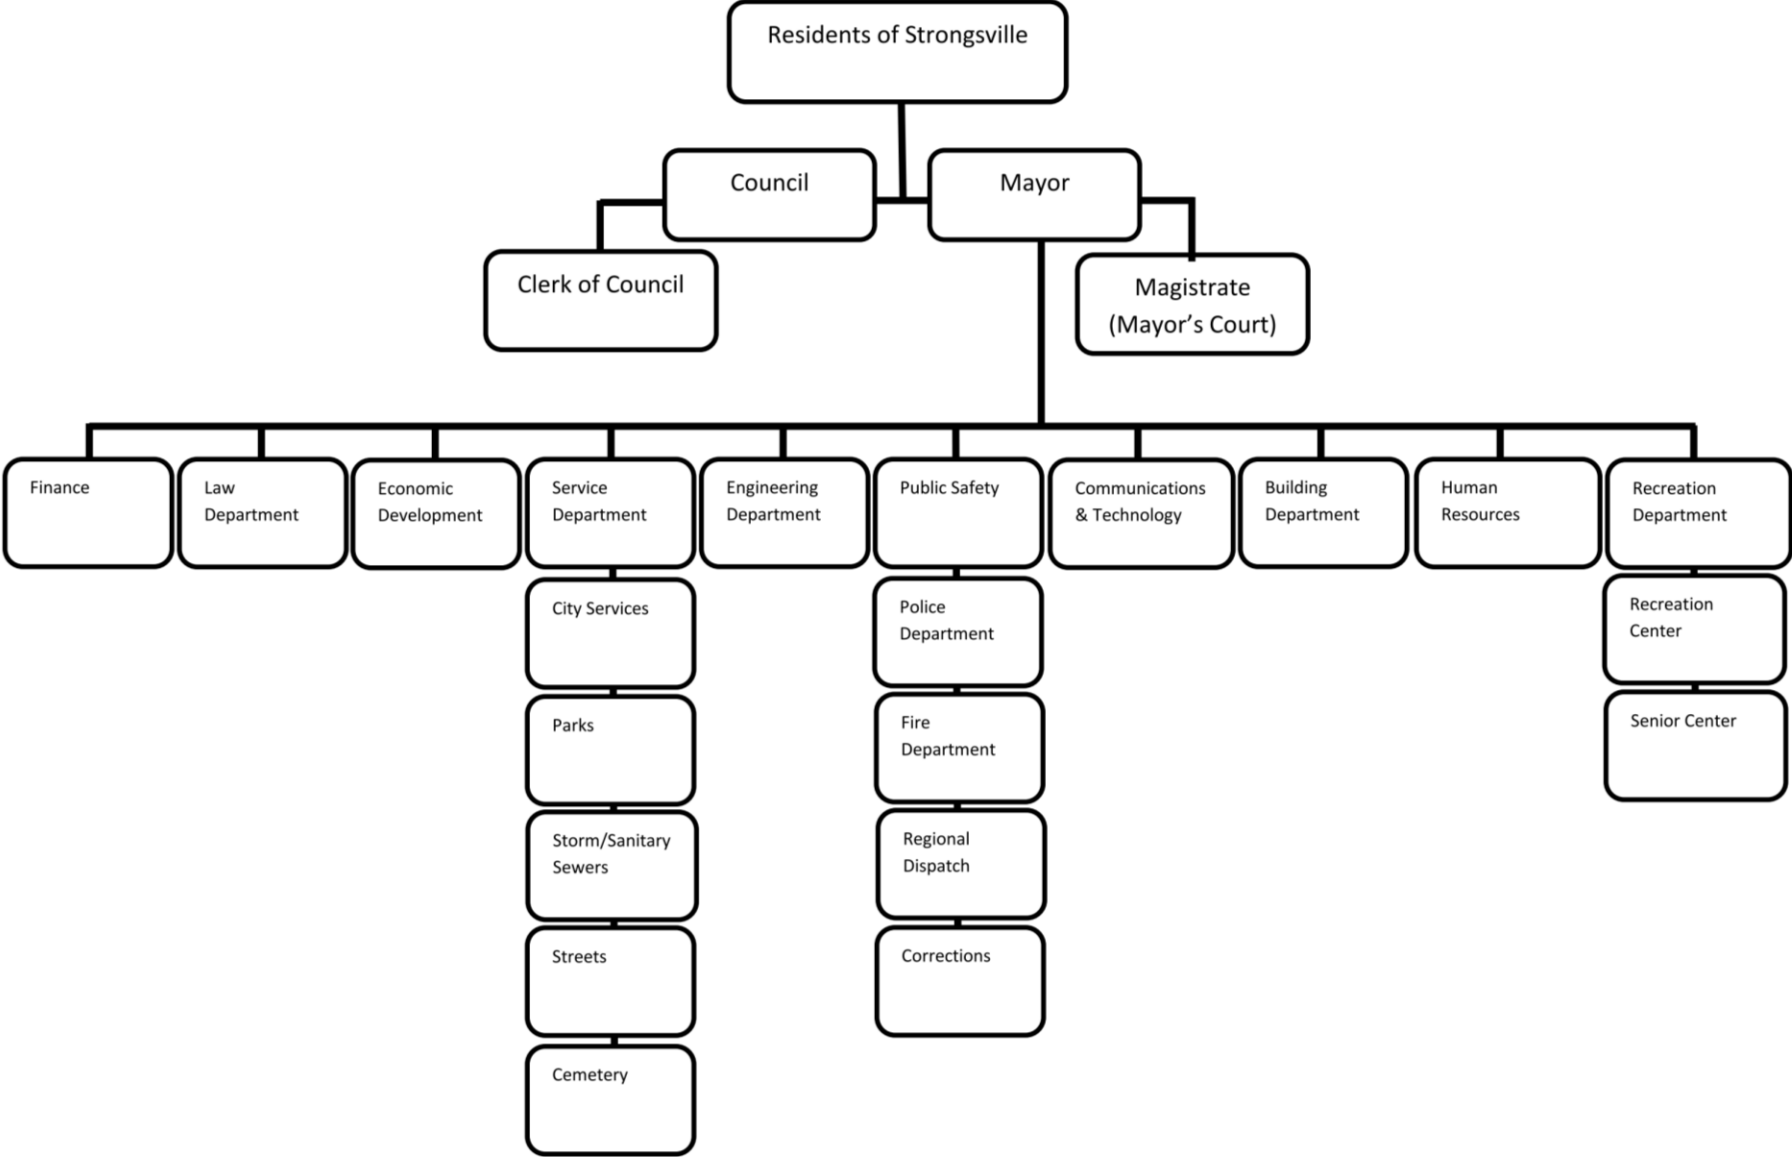 Residents of Strongsville
Council
Mayor
Clerk of Council
Magistrate
(Mayor’s Court)
Finance
Law
Department
Economic
Development
Service
Department
Engineering
Department
Public Safety
Communications
& Technology
Building
Department
Human
Resources
Recreation
Department
City Services
Parks
Storm/Sanitary
Sewers
Streets
Cemetery
Police
Department
Fire
Department
Regional
Dispatch
Corrections
Recreation
Center
Senior Center